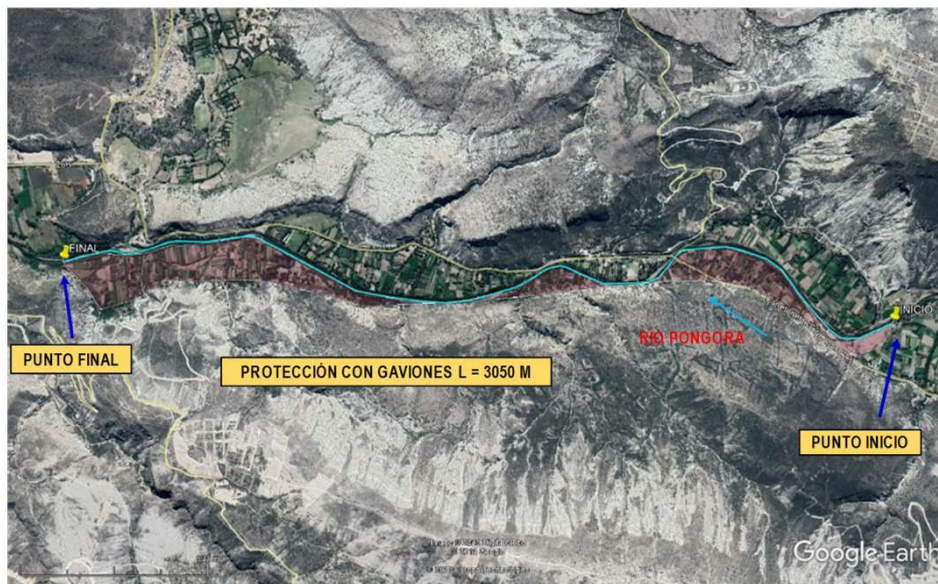 FINAL
INICIO
RIO PONGORA
PUNTO FINAL
PROTECCIÓN CON GAVIONES L = 3050 M
PUNTO INICIO
Google Earth